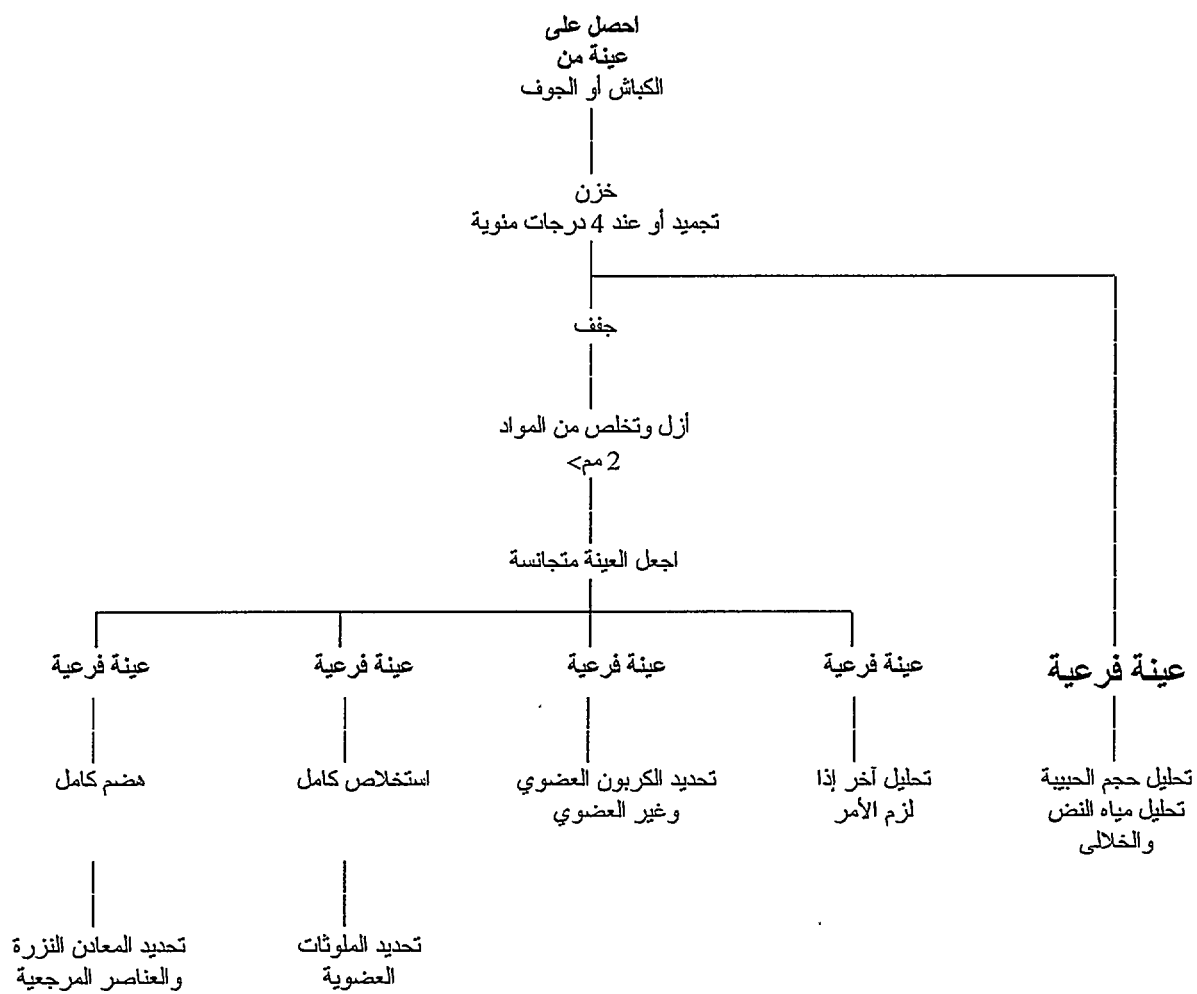 احصل على
عينة من
الكباش أو الجوف
خزن
تجميد أو عند 4 درجات مئوية
جفف
أزل وتخلص من المواد
2 مم>
اجعل العينة متجانسة
عينة فرعية
عينة فرعية
عينة فرعية
عينة فرعية
عينة فرعية
تحليل حجم الحبيبة
تحليل مياه النض
والخلالى
تحليل آخر إذا
لزم الأمر
تحديد الكربون العضوي
وغير العضوي
استخلاص كامل
هضم كامل
تحديد الملوثات
العضوية
تحديد المعادن النزرة
والعناصر المرجعية